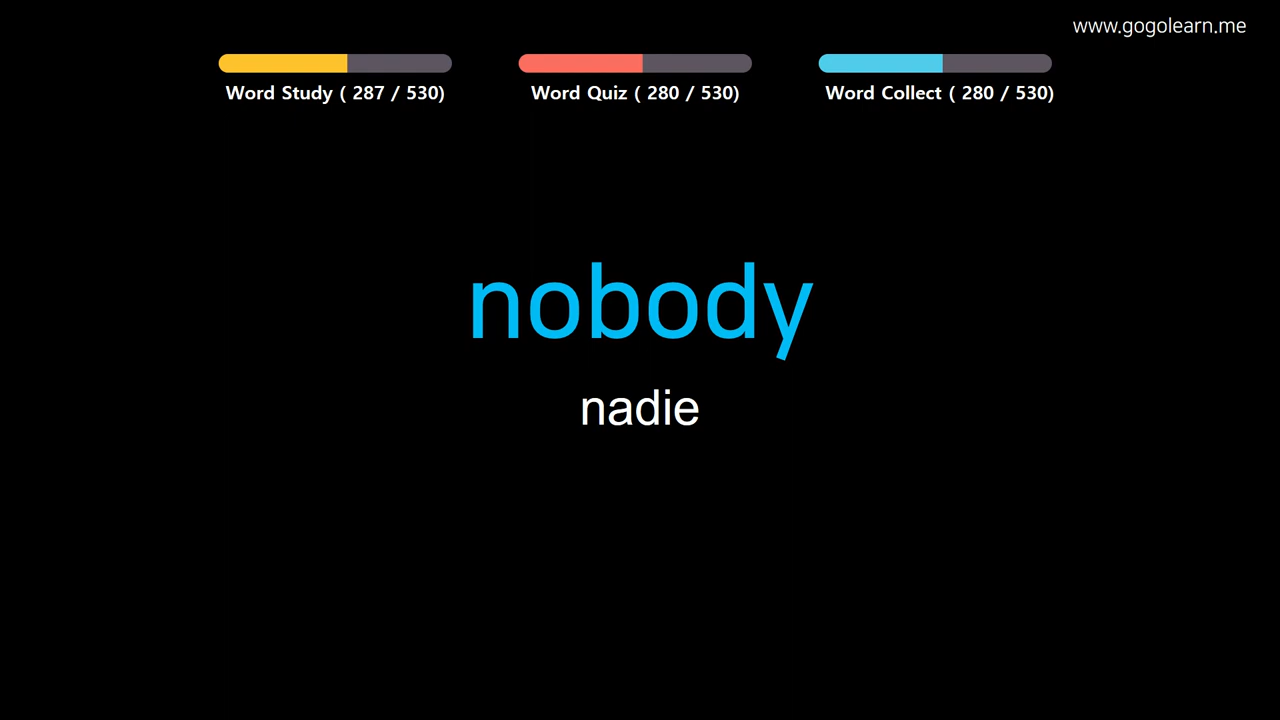 www.gogolearn.me
Word Study ( 287 / 530)
Word Quiz ( 280 / 530)
Word Collect ( 280 / 530)
nobody
nadie